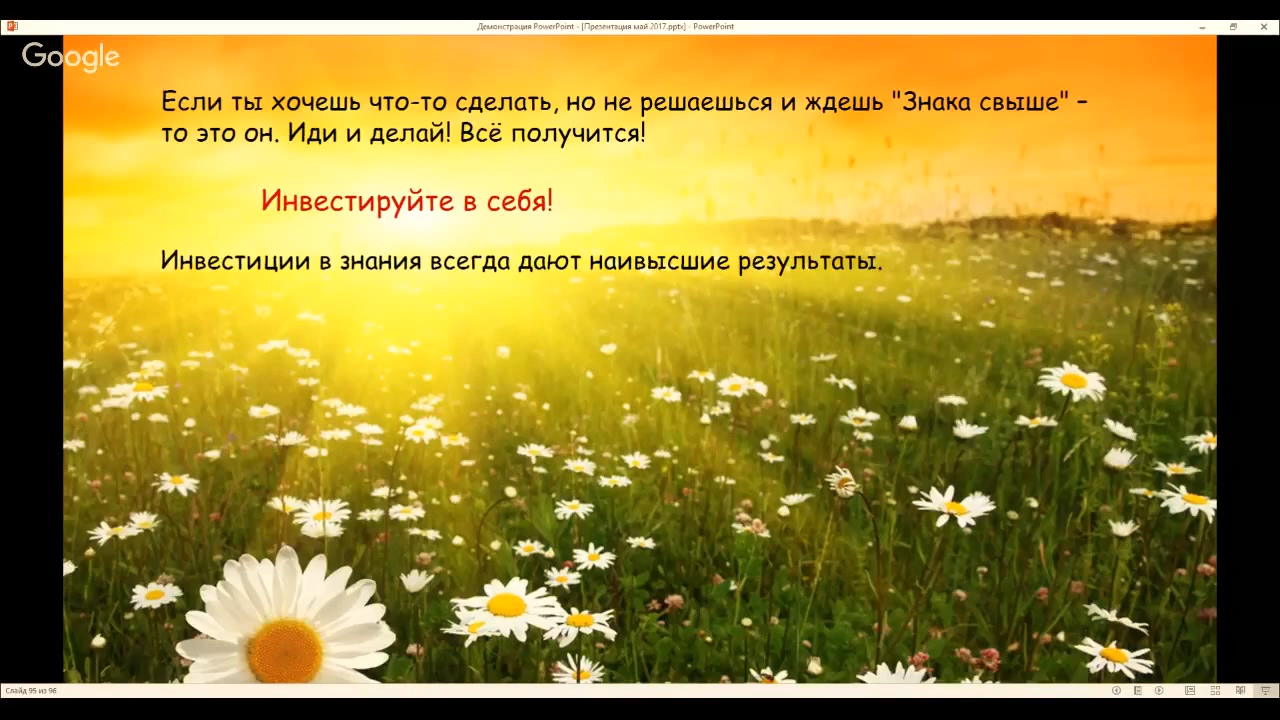 Демонстрация PowerPoint - [Презентация май 2017.pptx] - PowerPoint
Google
Если ты хочешь что-то сделать, но не решаешься и ждешь "Знака свыше" –
то это он. Иди и делай! Всё получится!
Инвестируйте в себя!
Инвестиции в знания всегда дают наивысшие результаты.
Слайд 95 из 96